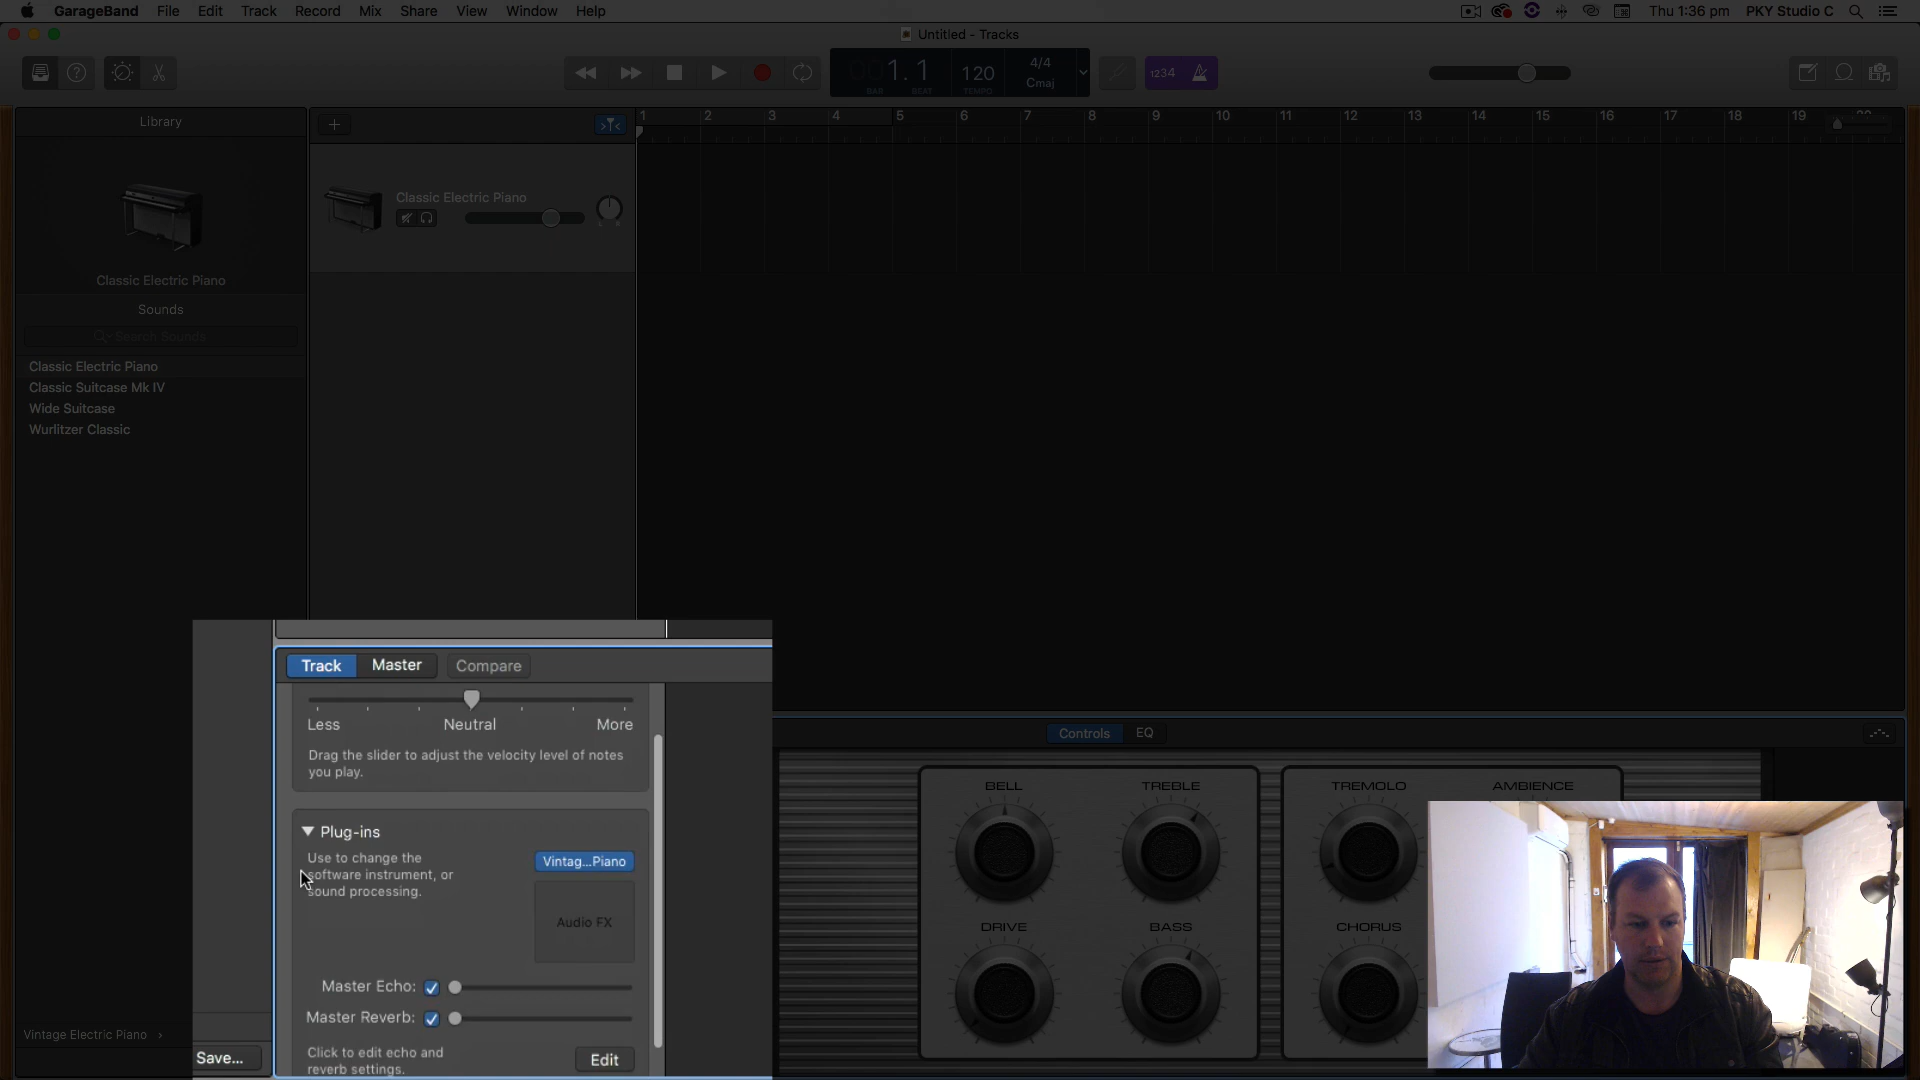 GarageBand File Edit Track Record Mix Share View Window Help
Thu 1:36 pm PKY Studio C
Untitled - Tracks
1.1
BAR BEAT
120
TEMPO
4/4
Cmaj
1234
Library
1 2 3 4 5 6 7 8 9 10 11 12 13 14 15 16 17 18 19
Classic Electric Piano
Classic Electric Piano
Sounds
Search Sounds
Classic Electric Piano
Classic Suitcase Mk IV
Wide Suitcase
Wurlitzer Classic
Track Master Compare
Less Neutral More
Drag the slider to adjust the velocity level of notes
you play.
Plug-ins
Use to change the
software instrument, or
sound processing.
Vintag...Piano
Audio FX
Master Echo:
Master Reverb:
Click to edit echo and
reverb settings.
Edit
Vintage Electric Piano
Save...
Controls EQ
BELL TREBLE TREMOLO AMBIENCE
DRIVE BASS CHORUS